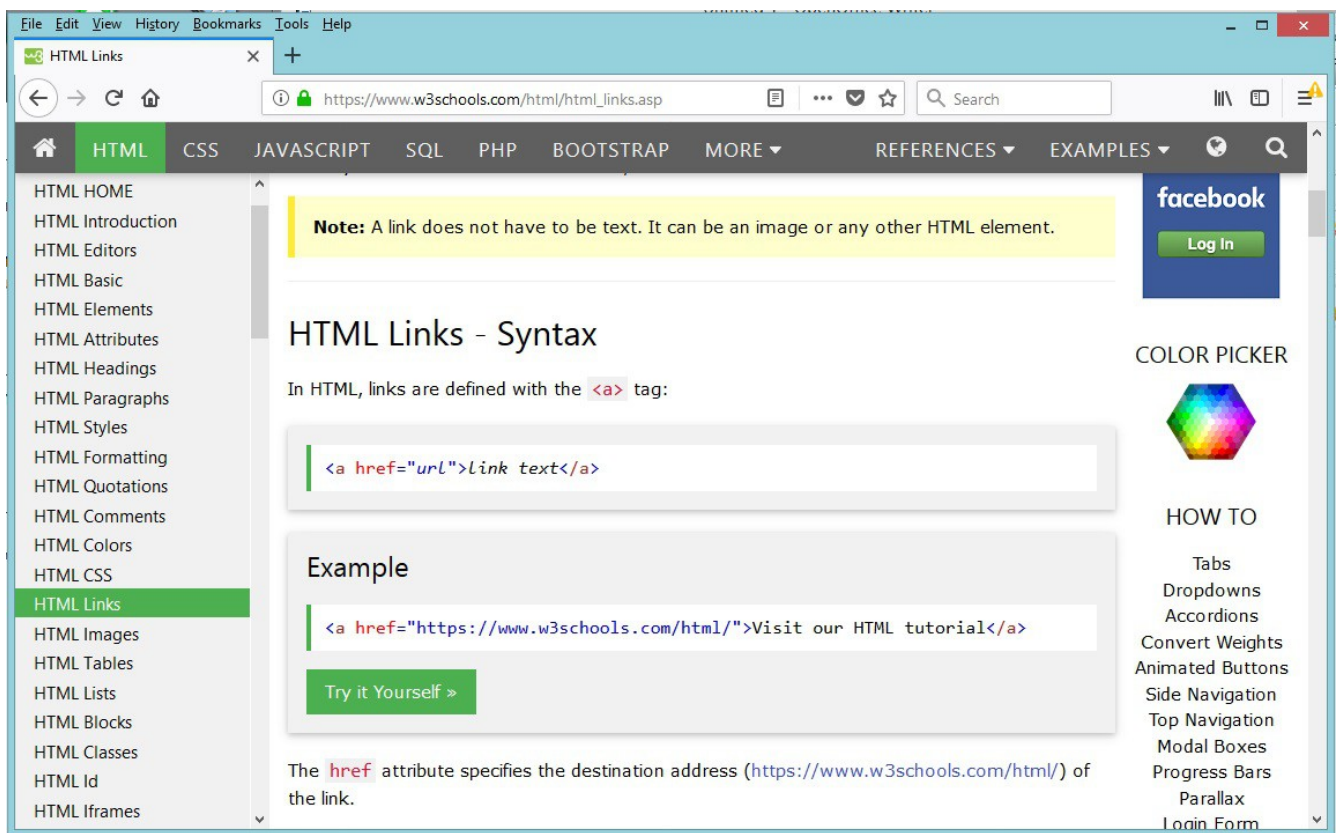 File Edit View History Bookmarks Tools Help
HTML Links
https://www.w3schools.com/html/html_links.asp
Search
HTML CSS JAVASCRIPT SQL PHP BOOTSTRAP MORE REFERENCES EXAMPLES
HTML HOME
HTML Introduction
HTML Editors
HTML Basic
HTML Elements
HTML Attributes
HTML Headings
HTML Paragraphs
HTML Styles
HTML Formatting
HTML Quotations
HTML Comments
HTML Colors
HTML CSS
HTML Links
HTML Images
HTML Tables
HTML Lists
HTML Blocks
HTML Classes
HTML Id
HTML Iframes
Note: A link does not have to be text. It can be an image or any other HTML element.
HTML Links - Syntax
In HTML, links are defined with the <a> tag:
<a href="url">link text</a>
Example
<a href="https://www.w3schools.com/html/">Visit our HTML tutorial</a>
Try it Yourself »
The href attribute specifies the destination address (https://www.w3schools.com/html/) of
the link.
facebook
Log In
COLOR PICKER
HOW TO
Tabs
Dropdowns
Accordions
Convert Weights
Animated Buttons
Side Navigation
Top Navigation
Modal Boxes
Progress Bars
Parallax
Login Form